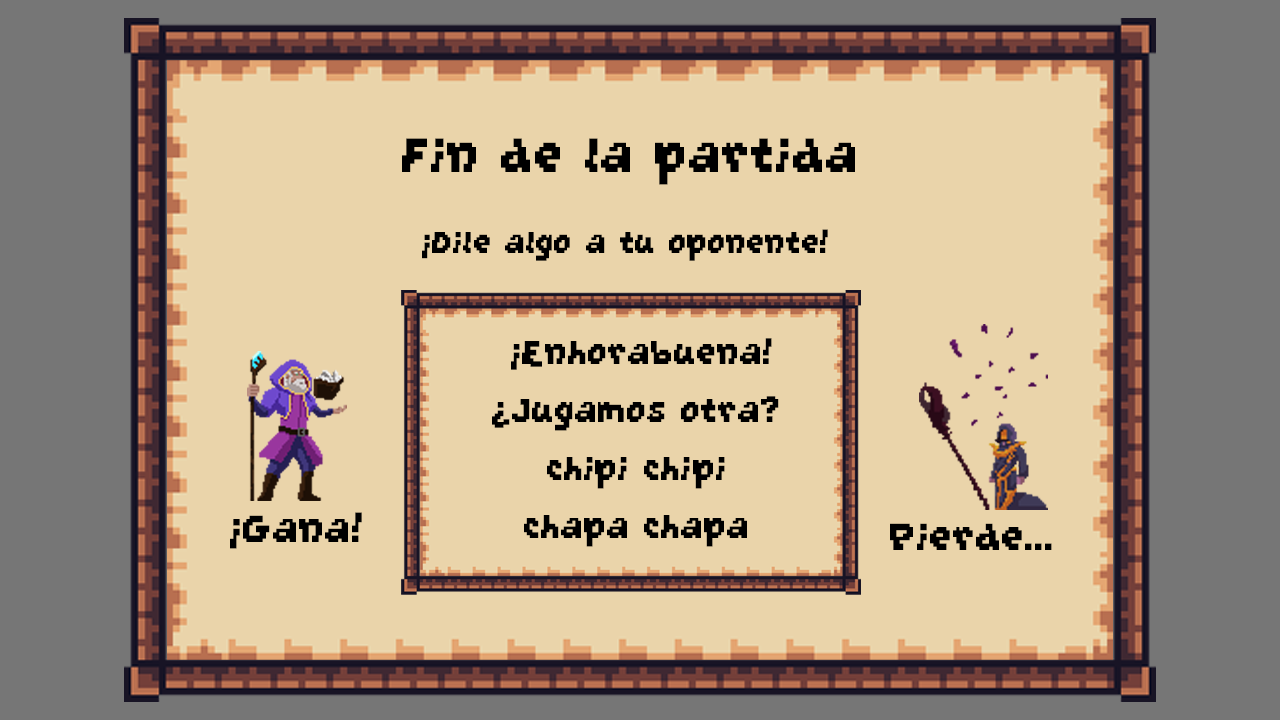 Fin de la partida
¡Dile algo a tu oponente!
¡Enhorabuena!
¿Jugamos otra?
chipi chipi
chapa chapa
¡Gana!
Pierde...